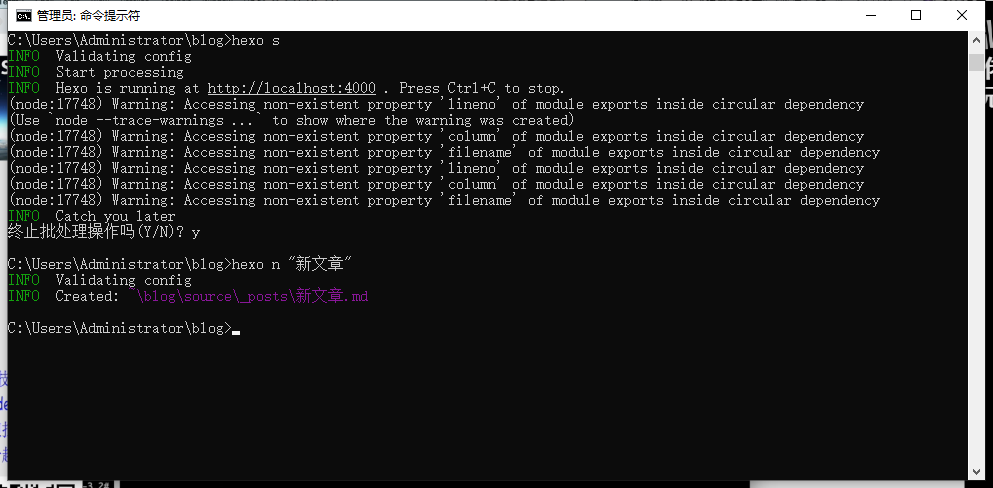 管理员: 命令提示符
C:\Users\Administrator\blog>hexo s
INFO  Validating config
INFO  Start processing
INFO  Hexo is running at http://localhost:4000 . Press Ctrl+C to stop.
(node:17748) Warning: Accessing non-existent property 'lineno' of module exports inside circular dependency
(Use `node --trace-warnings ...` to show where the warning was created)
(node:17748) Warning: Accessing non-existent property 'column' of module exports inside circular dependency
(node:17748) Warning: Accessing non-existent property 'filename' of module exports inside circular dependency
(node:17748) Warning: Accessing non-existent property 'lineno' of module exports inside circular dependency
(node:17748) Warning: Accessing non-existent property 'column' of module exports inside circular dependency
(node:17748) Warning: Accessing non-existent property 'filename' of module exports inside circular dependency
INFO  Catch you later
终止批处理操作吗(Y/N)? y
C:\Users\Administrator\blog>hexo n "新文章"
INFO  Validating config
INFO  Created: \blog\source\_posts\新文章.md
C:\Users\Administrator\blog>